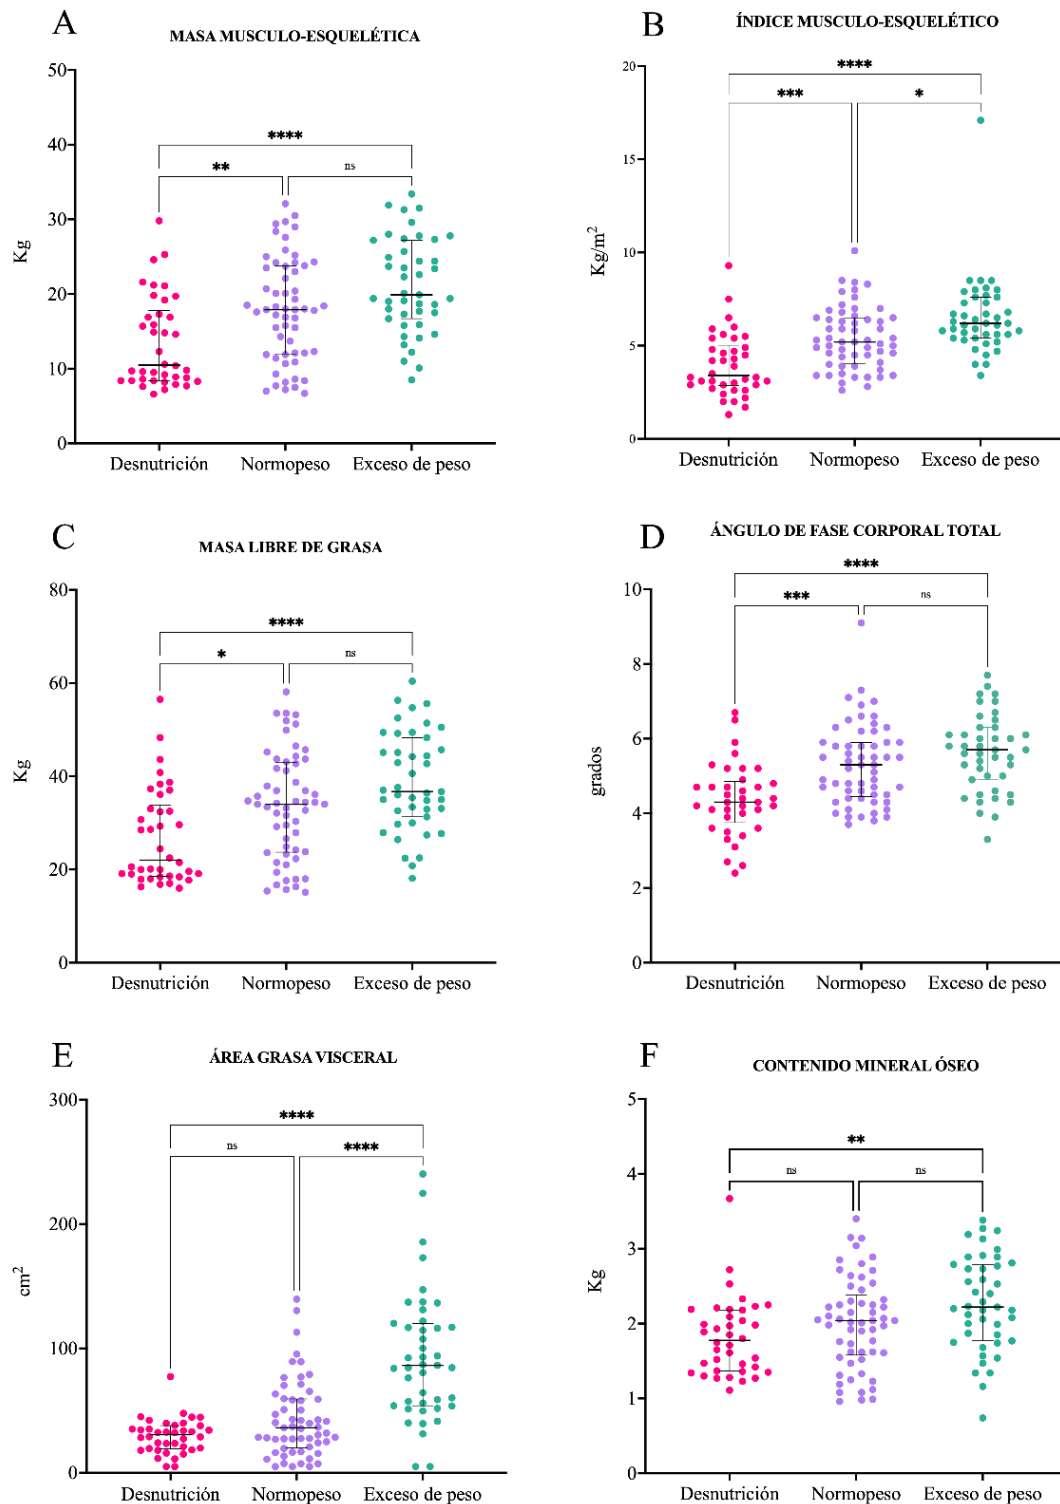 A
MASA MUSCULO-ESQUELÉTICA
50
40
30
20
10
0
Kg
****
**
ns
Desnutrición Normopeso Exceso de peso
B
ÍNDICE MUSCULO-ESQUELÉTICO
20
15
10
5
0
Kg/m²
****
***
*
Desnutrición Normopeso Exceso de peso
C
MASA LIBRE DE GRASA
80
60
40
20
0
Kg
****
*
ns
Desnutrición Normopeso Exceso de peso
D
ÁNGULO DE FASE CORPORAL TOTAL
10
8
6
4
2
0
grados
****
***
ns
Desnutrición Normopeso Exceso de peso
E
ÁREA GRASA VISCERAL
300
200
100
0
cm²
****
ns
****
Desnutrición Normopeso Exceso de peso
F
CONTENIDO MINERAL ÓSEO
5
4
3
2
1
0
Kg
**
ns
ns
Desnutrición Normopeso Exceso de peso